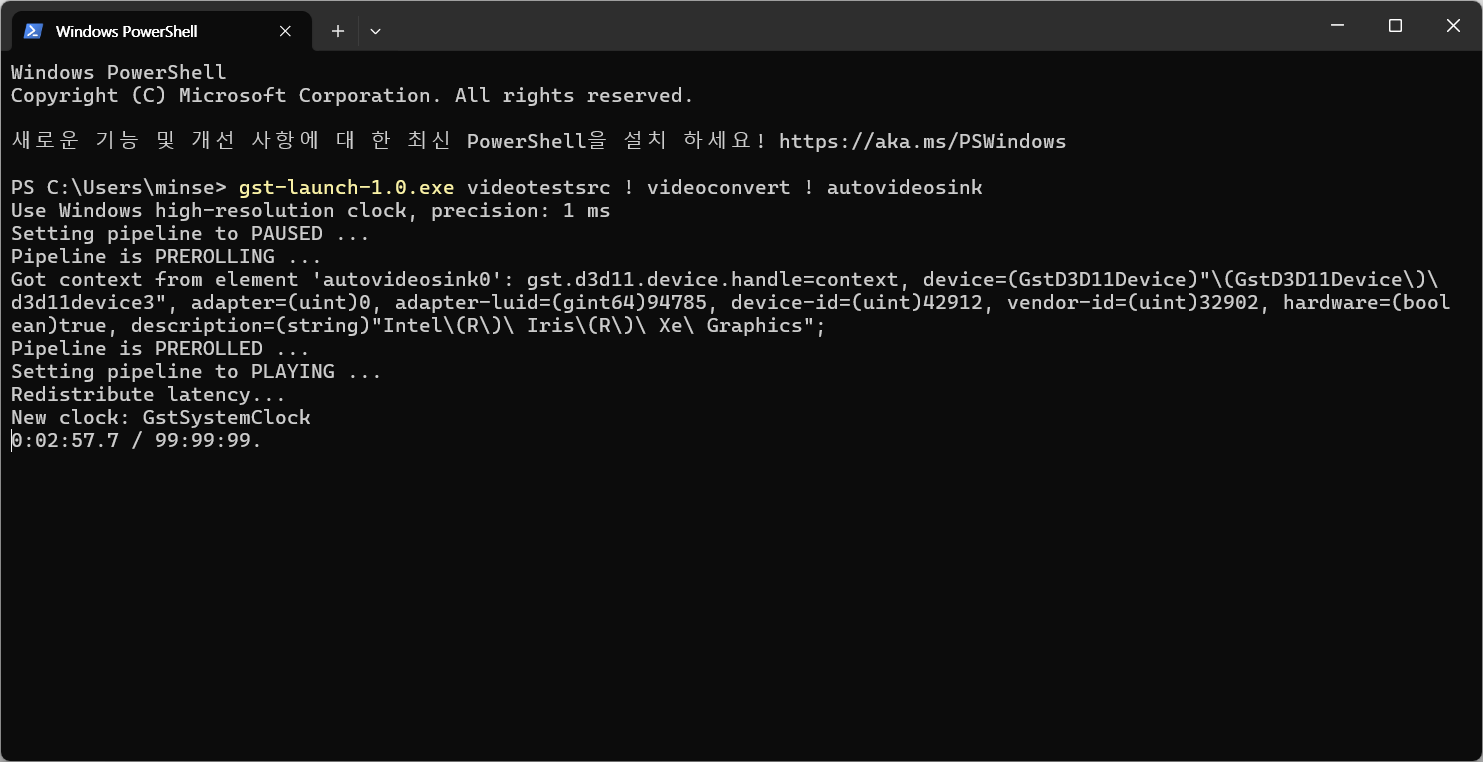 Windows PowerShell
Windows PowerShell
Copyright (C) Microsoft Corporation. All rights reserved.
새로운 기능 및 개선 사항에 대 한 최신 PowerShell을 설치 하세요! https://aka.ms/PSWindows
PS C:\Users\minse> gst-launch-1.0.exe videotestsrc ! videoconvert ! autovideosink
Use Windows high-resolution clock, precision: 1 ms
Setting pipeline to PAUSED ...
Pipeline is PREROLLING ...
Got context from element 'autovideosink0': gst.d3d11.device.handle=context, device=(GstD3D11Device)"\(GstD3D11Device\)\
d3d11device3", adapter=(uint)0, adapter-luid=(gint64)94785, device-id=(uint)42912, vendor-id=(uint)32902, hardware=(bool
ean)true, description=(string)"Intel\(R\)\ Iris\(R\)\ Xe\ Graphics";
Pipeline is PREROLLED ...
Setting pipeline to PLAYING ...
Redistribute latency...
New clock: GstSystemClock
0:02:57.7 / 99:99:99.